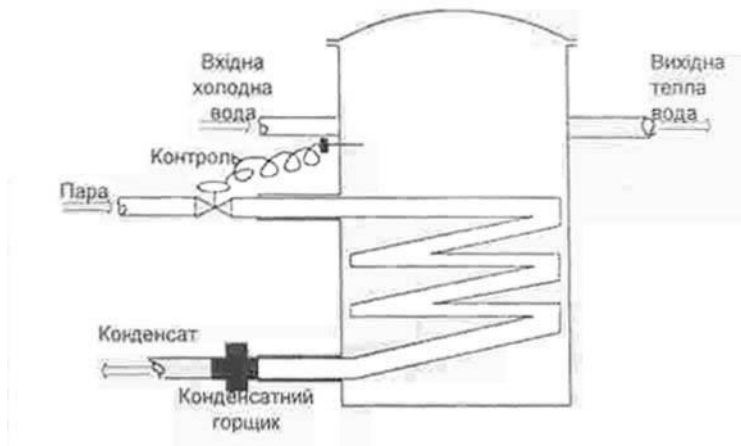 Вхідна
холодна
вода
Вихідна
тепла
вода
Контроль
Пара
Конденсат
Конденсатний
горщик